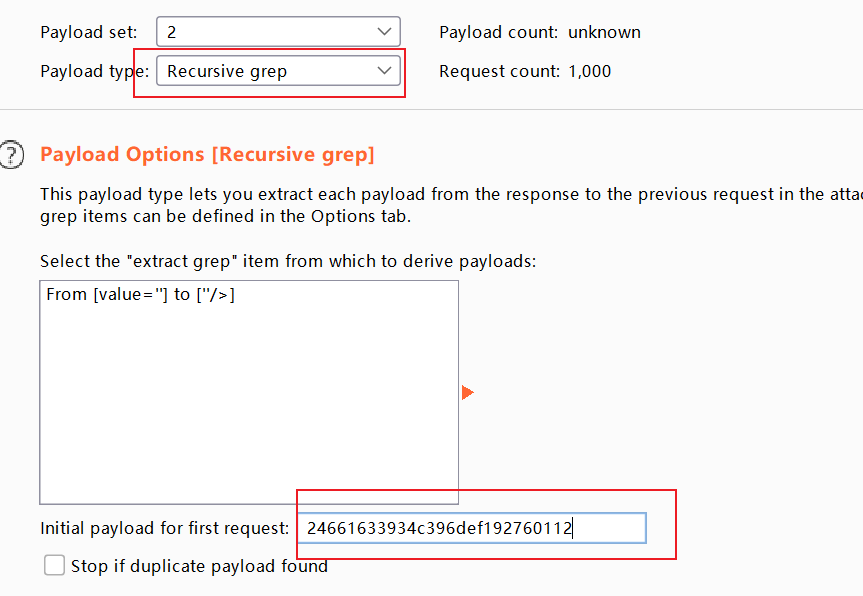 Payload set: 2 Payload count: unknown
Payload type: Recursive grep Request count: 1,000
? Payload Options [Recursive grep]
This payload type lets you extract each payload from the response to the previous request in the
grep items can be defined in the Options tab.
Select the "extract grep" item from which to derive payloads:
From [value="] to ["/>]
Initial payload for first request: 24661633934c396def192760112
Stop if duplicate payload found